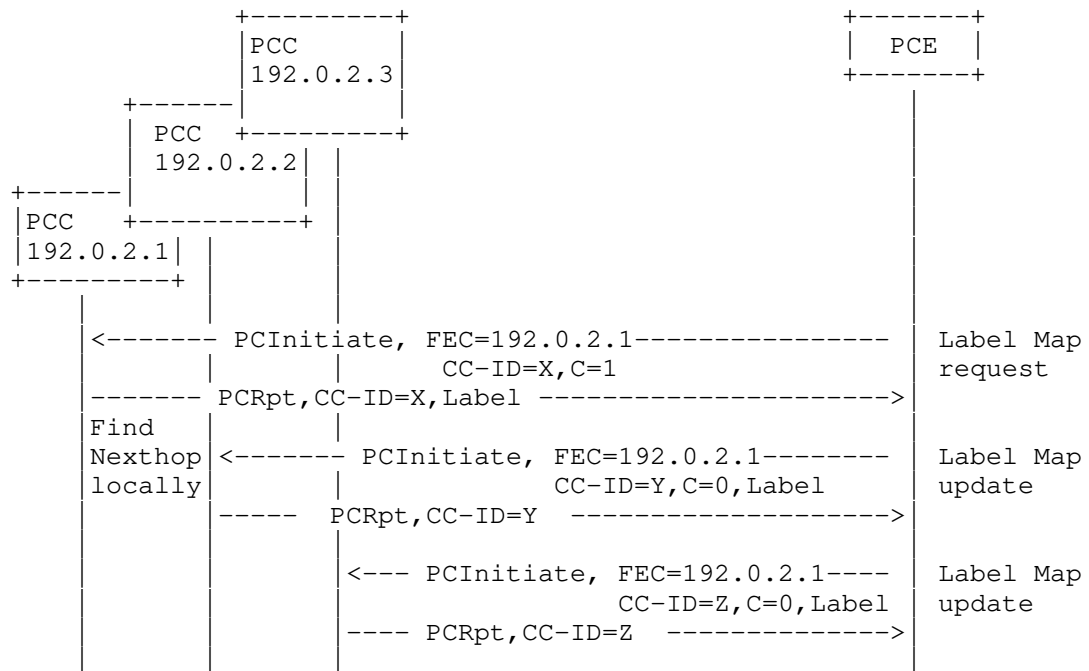 PCC
192.0.2.3
PCE
PCC
192.0.2.2
PCC
192.0.2.1
<------- PCInitiate, FEC=192.0.2.1---------------- Label Map
CC-ID=X,C=1 request
------- PCRpt,CC-ID=X,Label ---------------------->
Find
Nexthop <------- PCInitiate, FEC=192.0.2.1-------- Label Map
locally CC-ID=Y,C=0,Label update
----- PCRpt,CC-ID=Y --------------------->
<--- PCInitiate, FEC=192.0.2.1---- Label Map
CC-ID=Z,C=0,Label update
---- PCRpt,CC-ID=Z -------------->